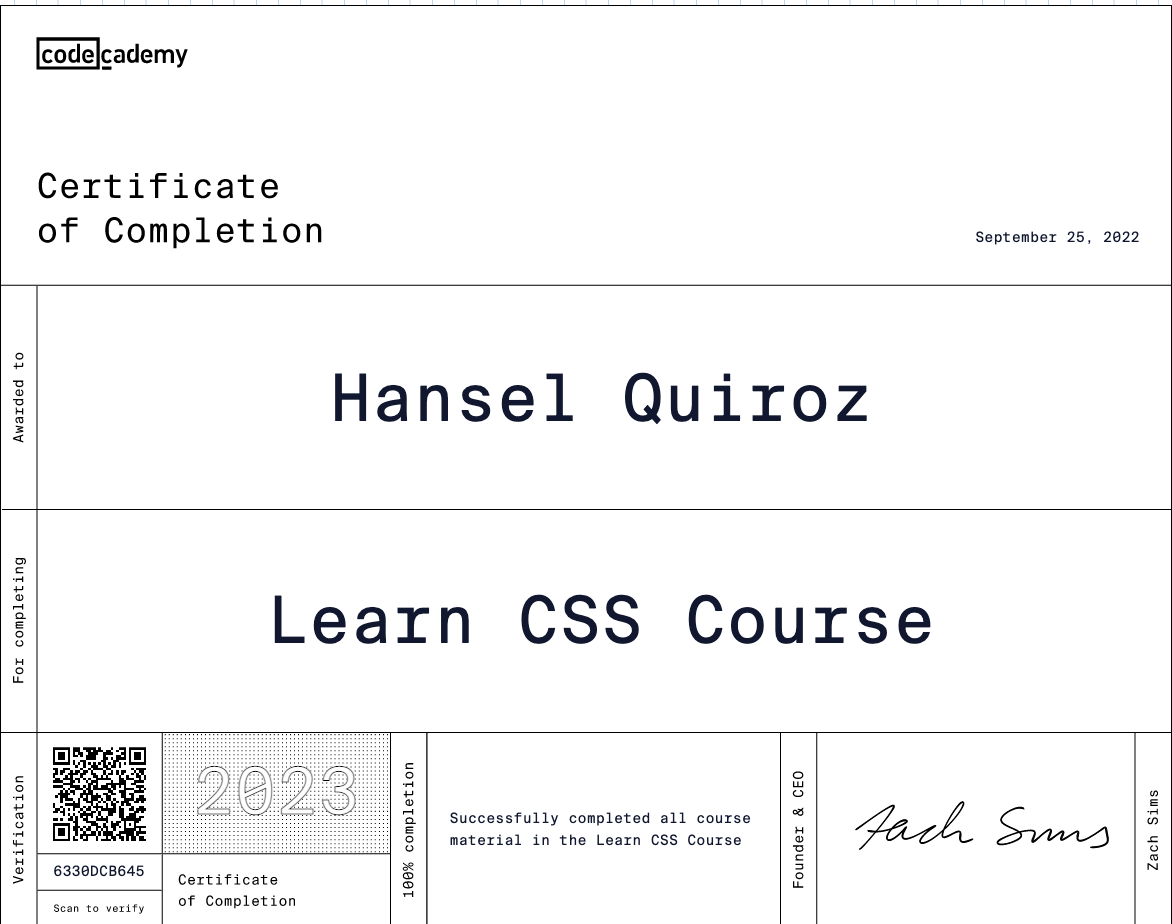 codecademy
Certificate
of Completion
September 25, 2022
Awarded to
Hansel Quiroz
For completing
Learn CSS Course
Verification
6330DCB645
Scan to verify
2023
Certificate
of Completion
100% completion
Successfully completed all course
material in the Learn CSS Course
Founder & CEO
Zach Sims
Zach Sims